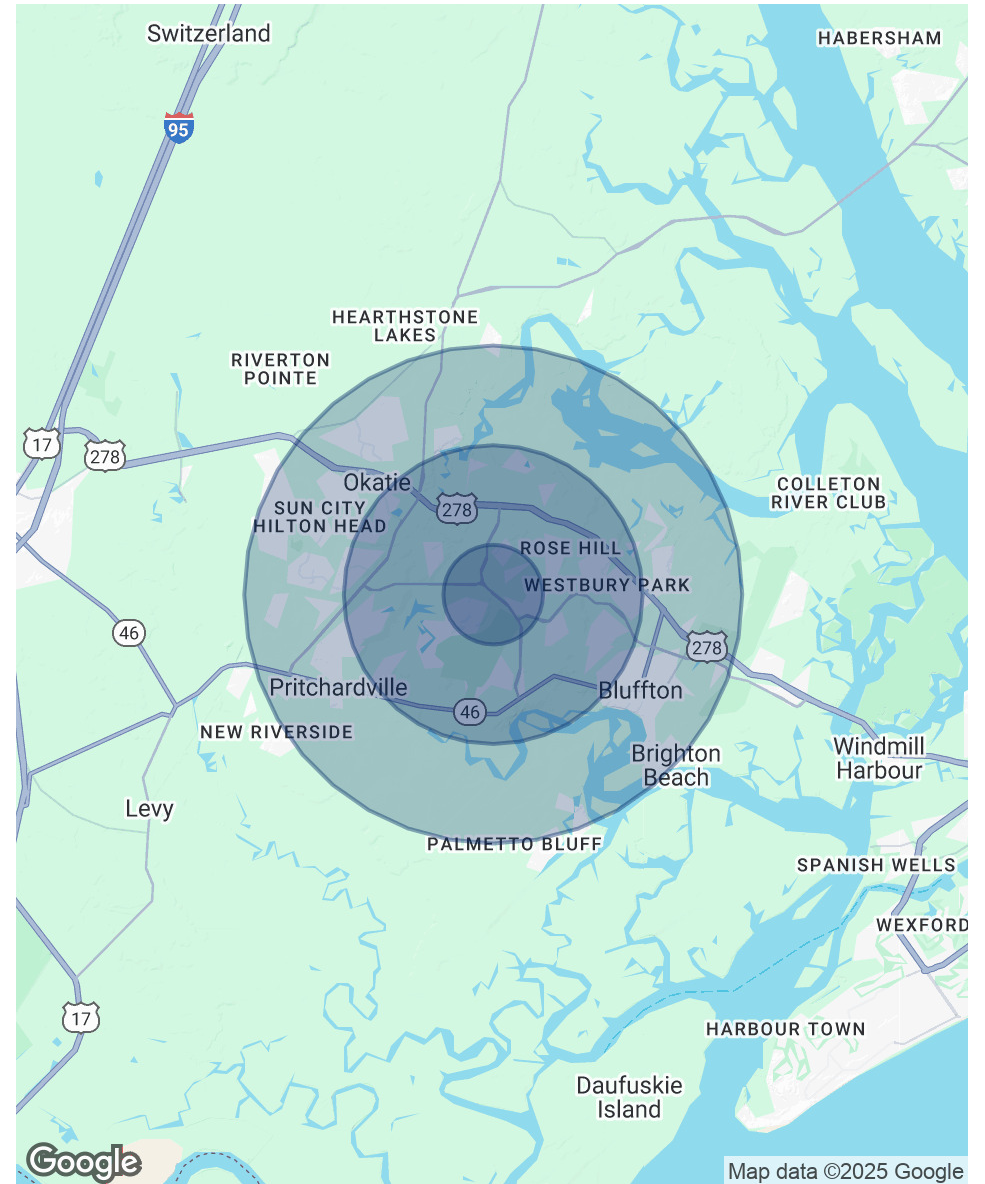 Switzerland
HABERSHAM
95
HEARTHSTONE
LAKES
RIVERTON
POINTE
17
278
Okatie
SUN CITY
HILTON HEAD
278
COLLETON
RIVER CLUB
ROSE HILL
WESTBURY PARK
46
278
Pritchardville
Bluffton
46
NEW RIVERSIDE
Brighton
Beach
Windmill
Harbour
Levy
PALMETTO BLUFF
SPANISH WELLS
WEXFORD
17
HARBOUR TOWN
Daufuskie
Island
Google
Map data ©2025 Google